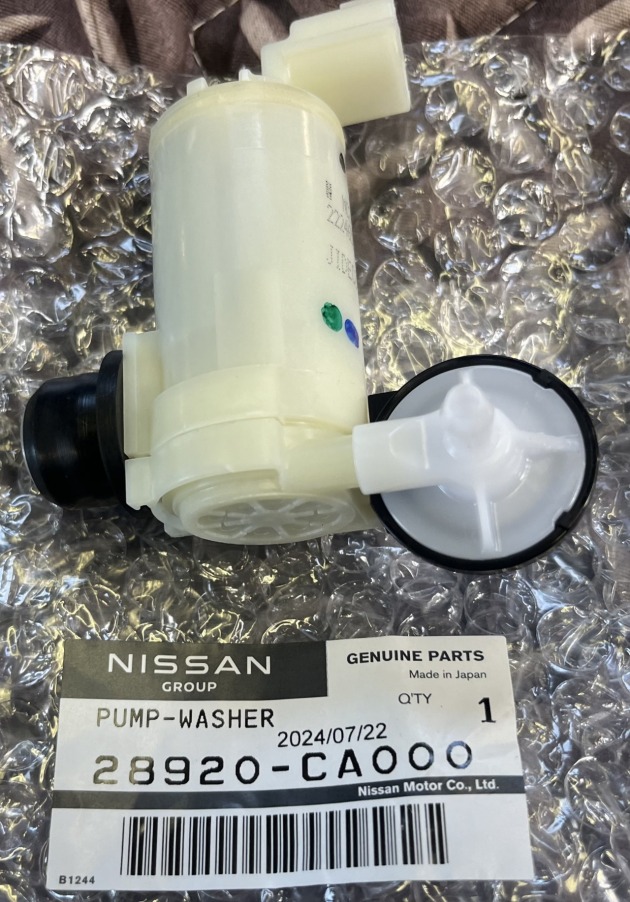 NISSAN
GROUP
GENUINE PARTS
Made in Japan
Q'TY 1
PUMP-WASHER
2024/07/22
28920-CA000
Nissan Motor Co., Ltd.
B1244